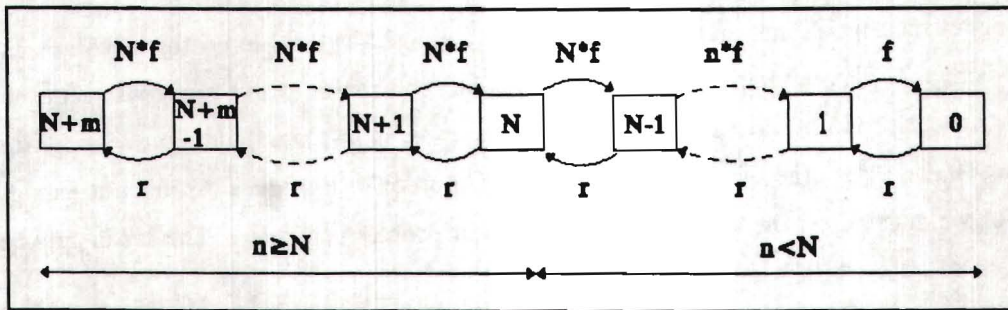 N*f N*f N*f N*f n*f f
N+m N+m N+1 N N-1 1 0
-1
r r r r r r
n≥N n<N